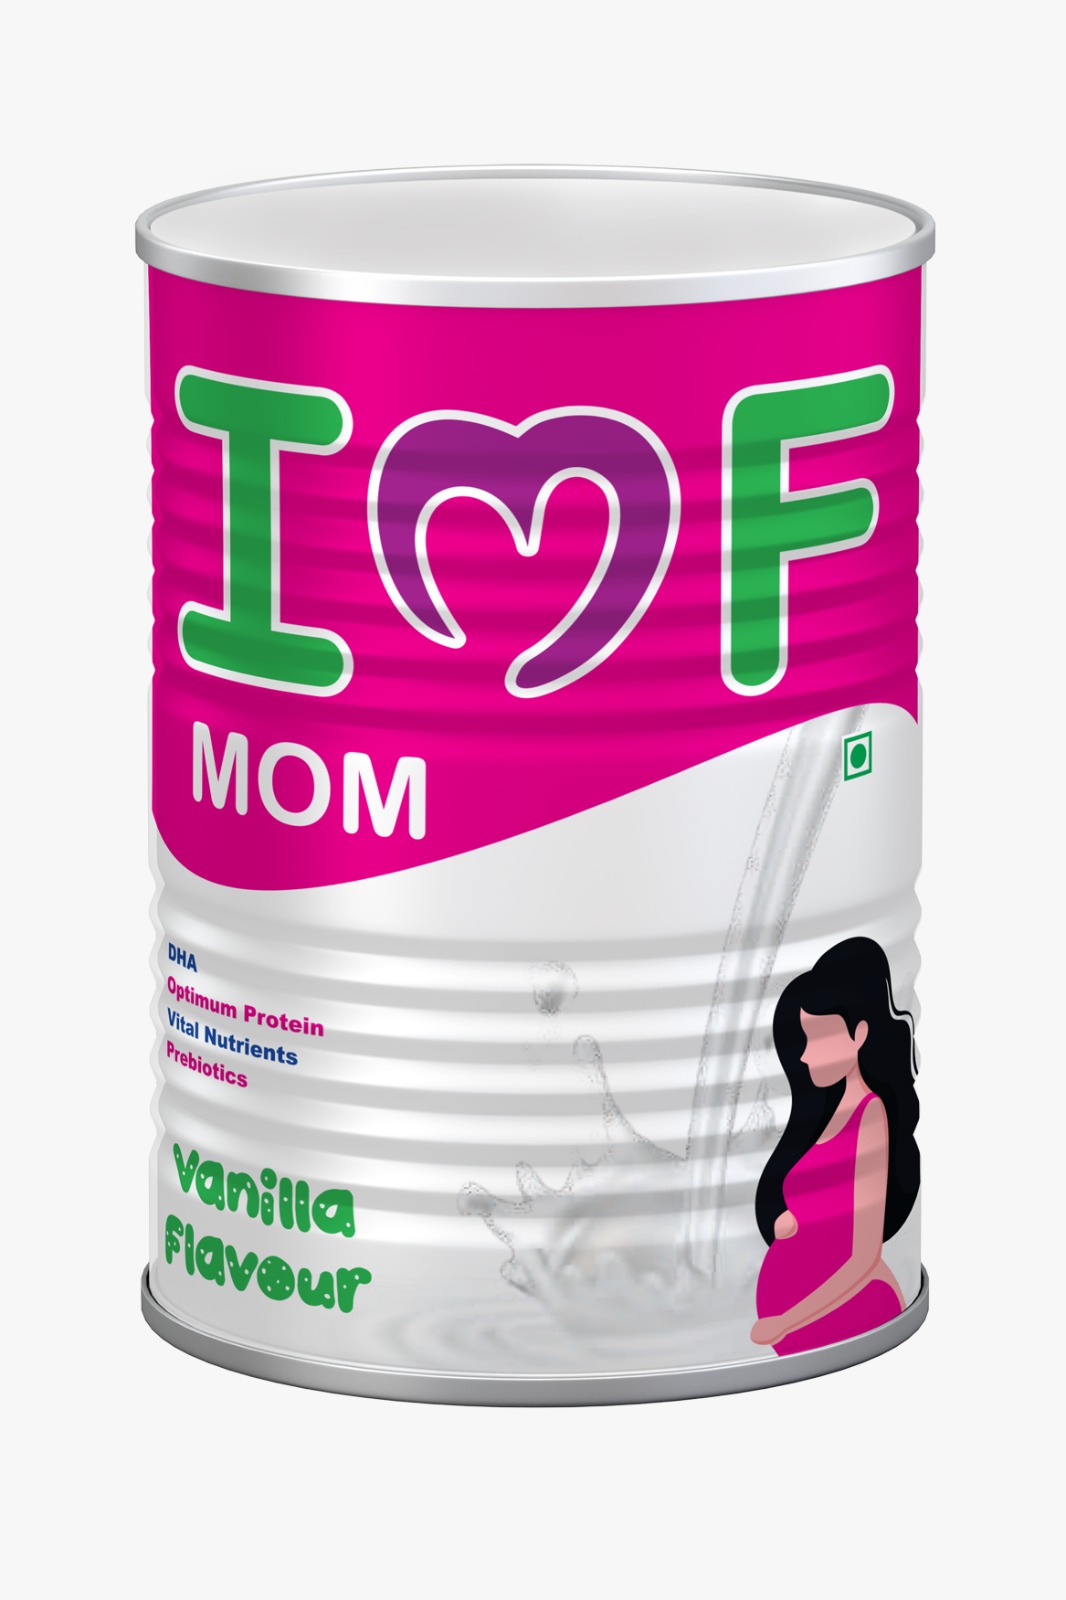 ImF
MOM
DHA
Optimum Protein
Vital Nutrients
Prebiotics
vanilla
flavour